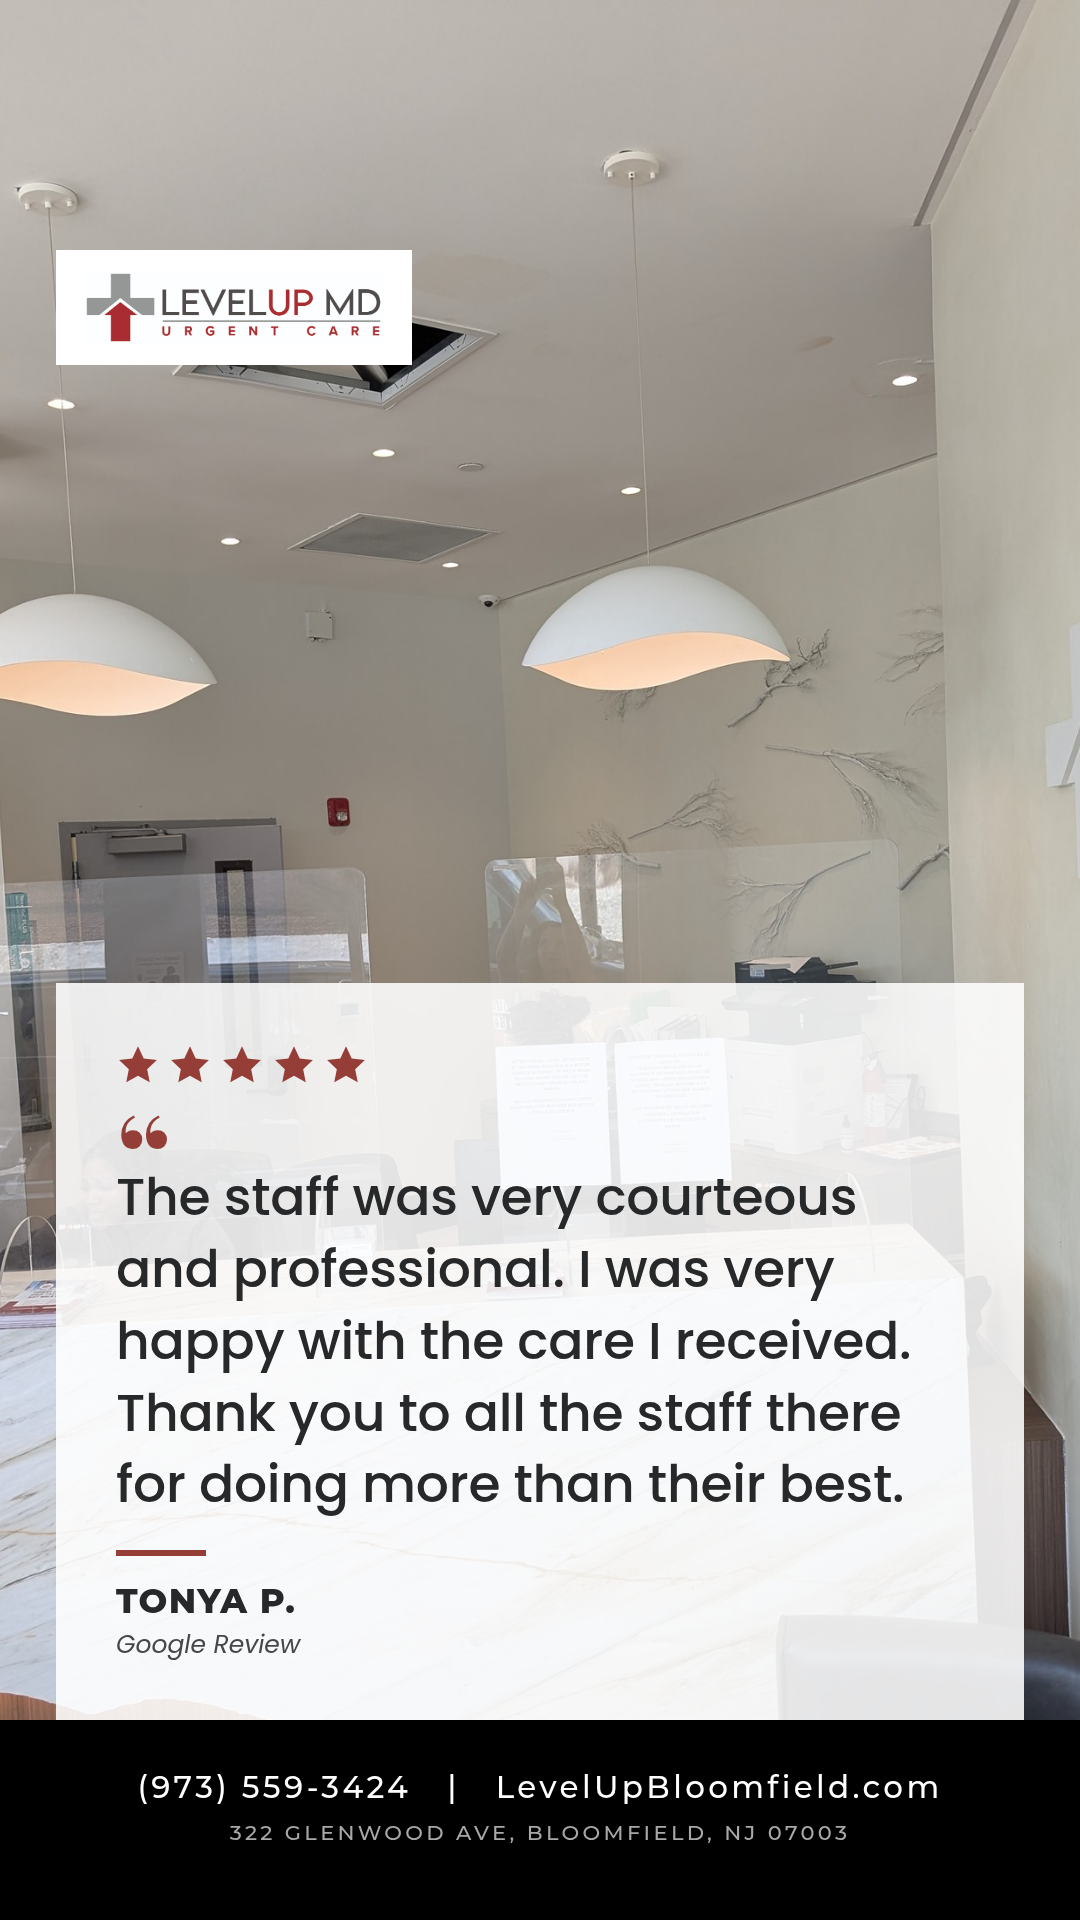 LEVELUP MD
URGENT CARE
The staff was very courteous
and professional. I was very
happy with the care I received.
Thank you to all the staff there
for doing more than their best.
TONYA P.
Google Review
(973) 559-3424 | LevelUpBloomfield.com
322 GLENWOOD AVE, BLOOMFIELD, NJ 07003